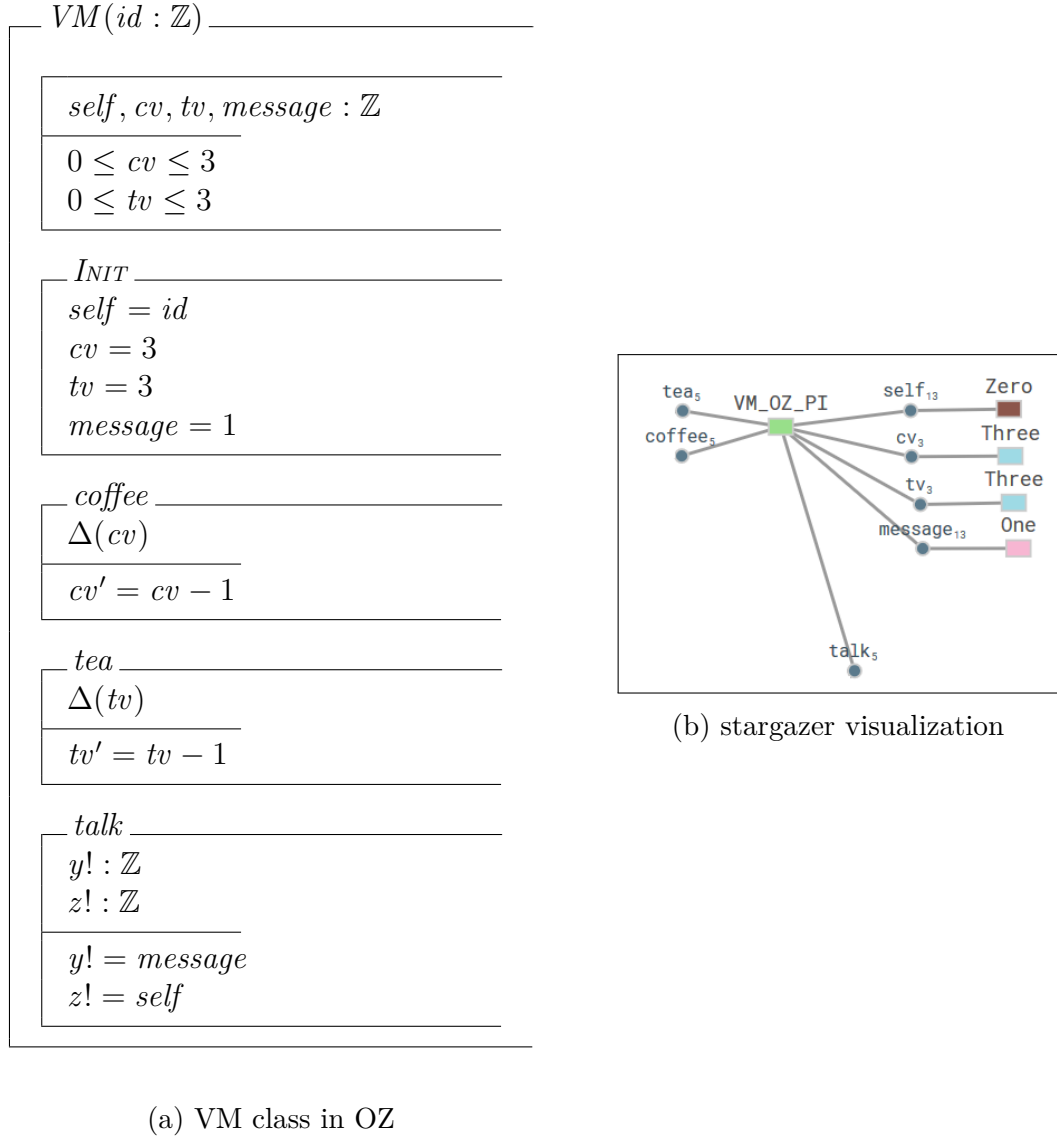 VM(id : ℤ)
self, cv, tv, message : ℤ
0 ≤ cv ≤ 3
0 ≤ tv ≤ 3
INIT
self = id
cv = 3
tv = 3
message = 1
coffee
Δ(cv)
cv′ = cv − 1
tea
Δ(tv)
tv′ = tv − 1
talk
y! : ℤ
z! : ℤ
y! = message
z! = self
(a) VM class in OZ
tea₅
VM_OZ_PI
self₁₃
Zero
coffee₅
cv₃
Three
tv₃
Three
message₁₃
One
talk₅
(b) stargazer visualization